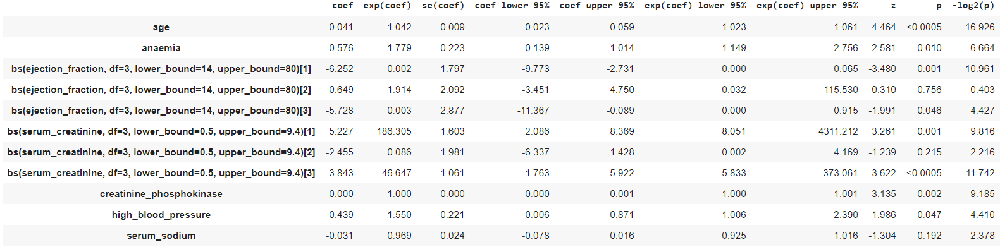 coef exp(coef) se(coef) coef lower 95% coef upper 95% exp(coef) lower 95% exp(coef) upper 95% z p -log2(p)
age 0.041 1.042 0.009 0.023 0.059 1.023 1.061 4.464 <0.0005 16.926
anaemia 0.576 1.779 0.223 0.139 1.014 1.149 2.756 2.581 0.010 6.664
bs(ejection_fraction, df=3, lower_bound=14, upper_bound=80)[1] -6.252 0.002 1.797 -9.773 -2.731 0.000 0.065 -3.480 0.001 10.961
bs(ejection_fraction, df=3, lower_bound=14, upper_bound=80)[2] 0.649 1.914 2.092 -3.451 4.750 0.032 115.530 0.310 0.756 0.403
bs(ejection_fraction, df=3, lower_bound=14, upper_bound=80)[3] -5.728 0.003 2.877 -11.367 -0.089 0.000 0.915 -1.991 0.046 4.427
bs(serum_creatinine, df=3, lower_bound=0.5, upper_bound=9.4)[1] 5.227 186.305 1.603 2.086 8.369 8.051 4311.212 3.261 0.001 9.816
bs(serum_creatinine, df=3, lower_bound=0.5, upper_bound=9.4)[2] -2.455 0.086 1.981 -6.337 1.428 0.002 4.169 -1.239 0.215 2.216
bs(serum_creatinine, df=3, lower_bound=0.5, upper_bound=9.4)[3] 3.843 46.647 1.061 1.763 5.922 5.833 373.061 3.622 <0.0005 11.742
creatinine_phosphokinase 0.000 1.000 0.000 0.000 0.001 1.000 1.001 3.135 0.002 9.185
high_blood_pressure 0.439 1.550 0.221 0.006 0.871 1.006 2.390 1.986 0.047 4.410
serum_sodium -0.031 0.969 0.024 -0.078 0.016 0.925 1.016 -1.304 0.192 2.378